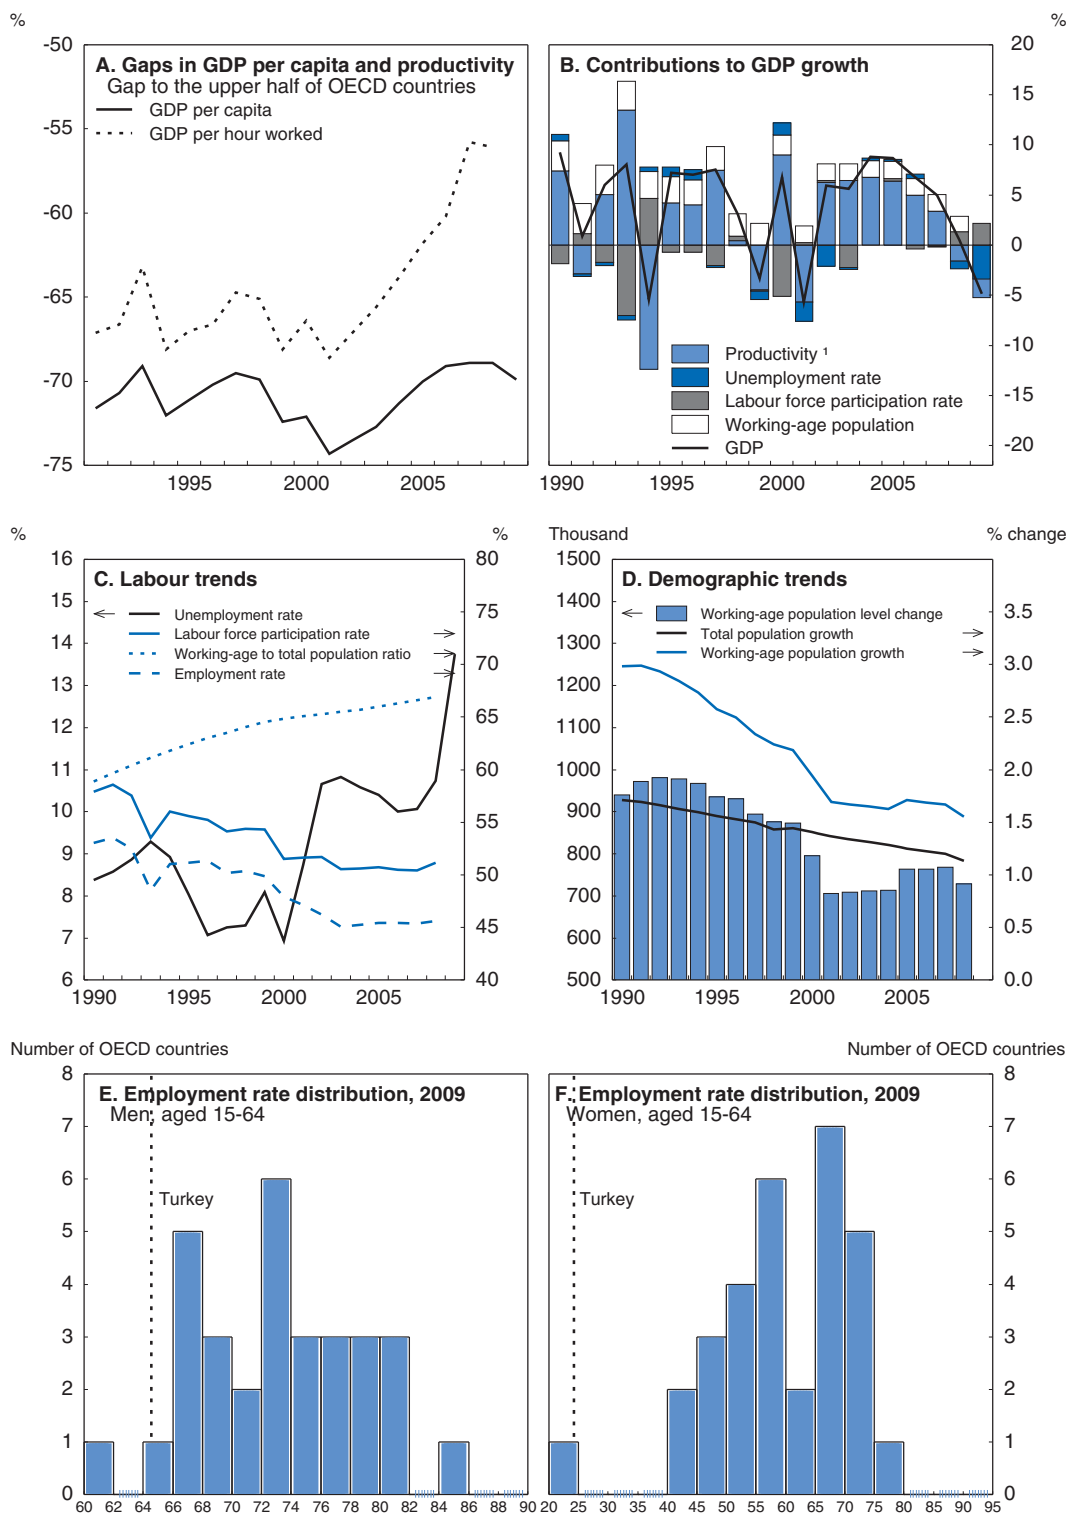 %
%
-50
-55
-60
-65
-70
-75
A. Gaps in GDP per capita and productivity
Gap to the upper half of OECD countries
GDP per capita
GDP per hour worked
1995
2000
2005
B. Contributions to GDP growth
20
15
10
5
0
-5
-10
-15
-20
Productivity 1
Unemployment rate
Labour force participation rate
Working-age population
GDP
1990
1995
2000
2005
%
%
16
15
14
13
12
11
10
9
8
7
6
C. Labour trends
Unemployment rate
Labour force participation rate
Working-age to total population ratio
Employment rate
80
75
70
65
60
55
50
45
40
1990
1995
2000
2005
Thousand
% change
1500
1400
1300
1200
1100
1000
900
800
700
600
500
D. Demographic trends
Working-age population level change
Total population growth
Working-age population growth
3.5
3.0
2.5
2.0
1.5
1.0
0.5
0.0
1990
1995
2000
2005
Number of OECD countries
8
7
6
5
4
3
2
1
0
E. Employment rate distribution, 2009
Men, aged 15-64
Turkey
60 62 64 66 68 70 72 74 76 78 80 82 84 86 88 90
Number of OECD countries
F. Employment rate distribution, 2009
Women, aged 15-64
Turkey
8
7
6
5
4
3
2
1
0
20 25 30 35 40 45 50 55 60 65 70 75 80 85 90 95